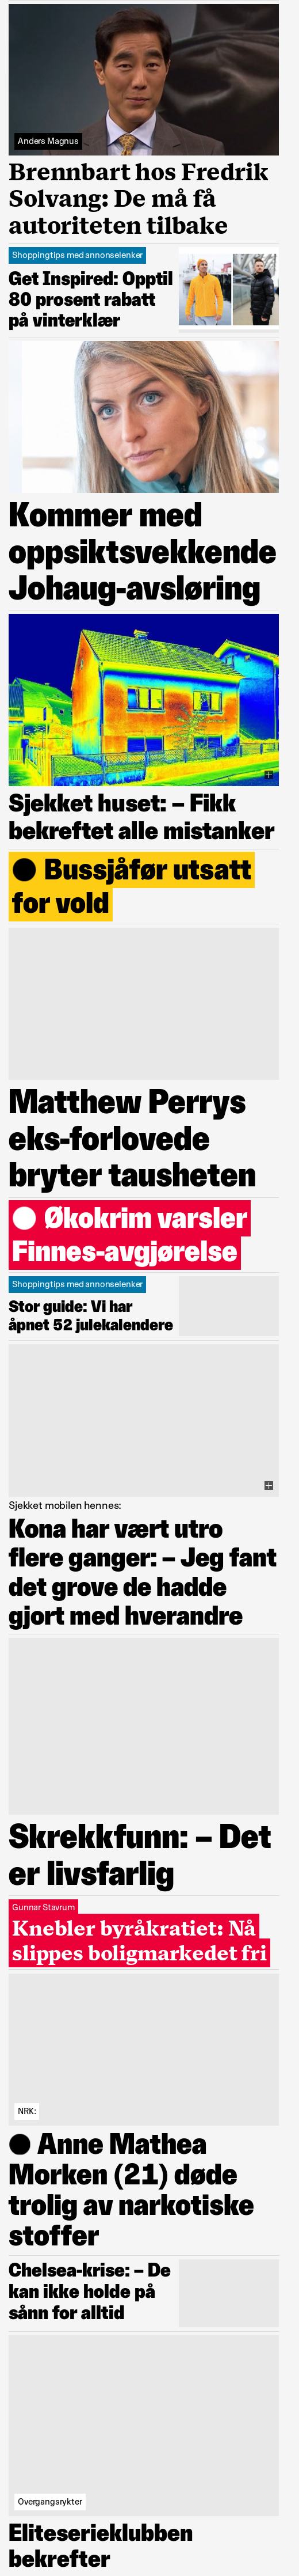 Anders Magnus
Brennbart hos Fredrik
Solvang: De må få
autoriteten tilbake
Shoppingtips med annonselenker
Get Inspired: Opptil
80 prosent rabatt
på vinterklær
Kommer med
oppsiktsvekkende
Johaug-avsløring
Sjekket huset: – Fikk
bekreftet alle mistanker
● Bussjåfør utsatt
for vold
Matthew Perrys
eks-forlovede
bryter tausheten
● Økokrim varsler
Finnes-avgjørelse
Shoppingtips med annonselenker
Stor guide: Vi har
åpnet 52 julekalendere
Sjekket mobilen hennes:
Kona har vært utro
flere ganger: – Jeg fant
det grove de hadde
gjort med hverandre
Skrekkfunn: – Det
er livsfarlig
Gunnar Stavrum
Knebler byråkratiet: Nå
slippes boligmarkedet fri
NRK:
● Anne Mathea
Morken (21) døde
trolig av narkotiske
stoffer
Chelsea-krise: – De
kan ikke holde på
sånn for alltid
Overgangsrykter
Eliteserieklubben
bekrefter